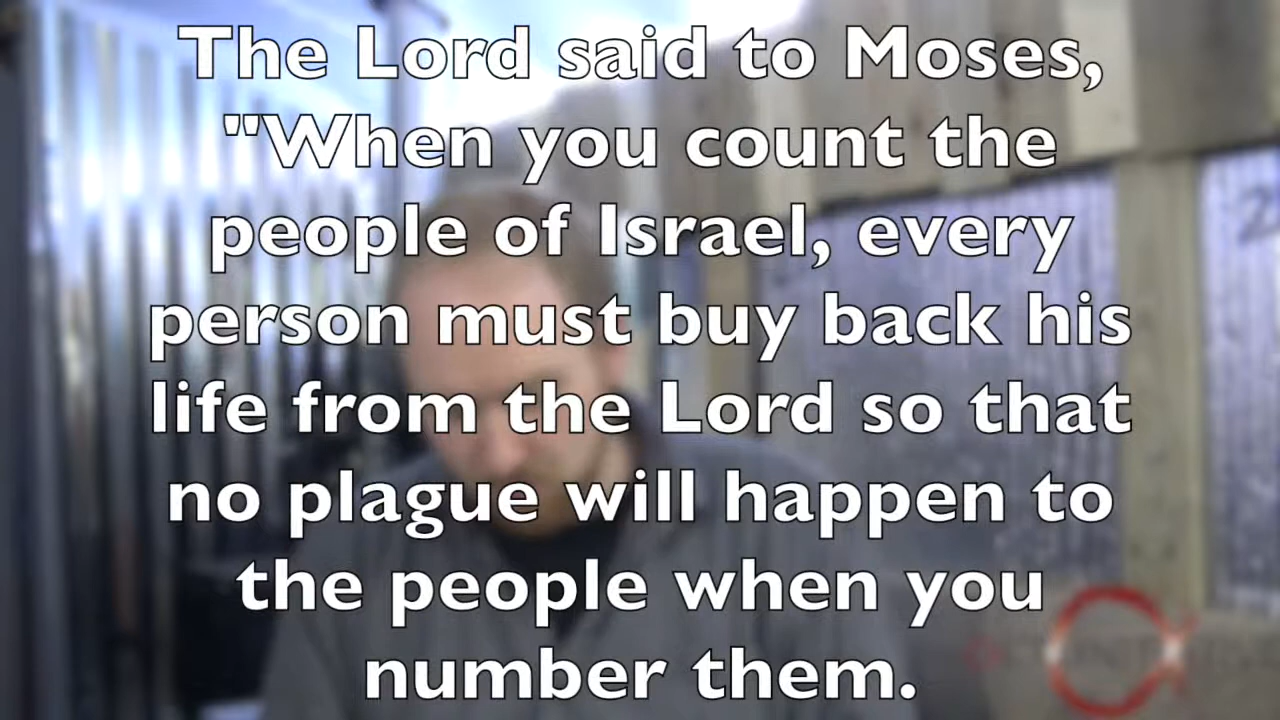 The Lord said to Moses,
"When you count the
people of Israel, every
person must buy back his
life from the Lord so that
no plague will happen to
the people when you
number them.